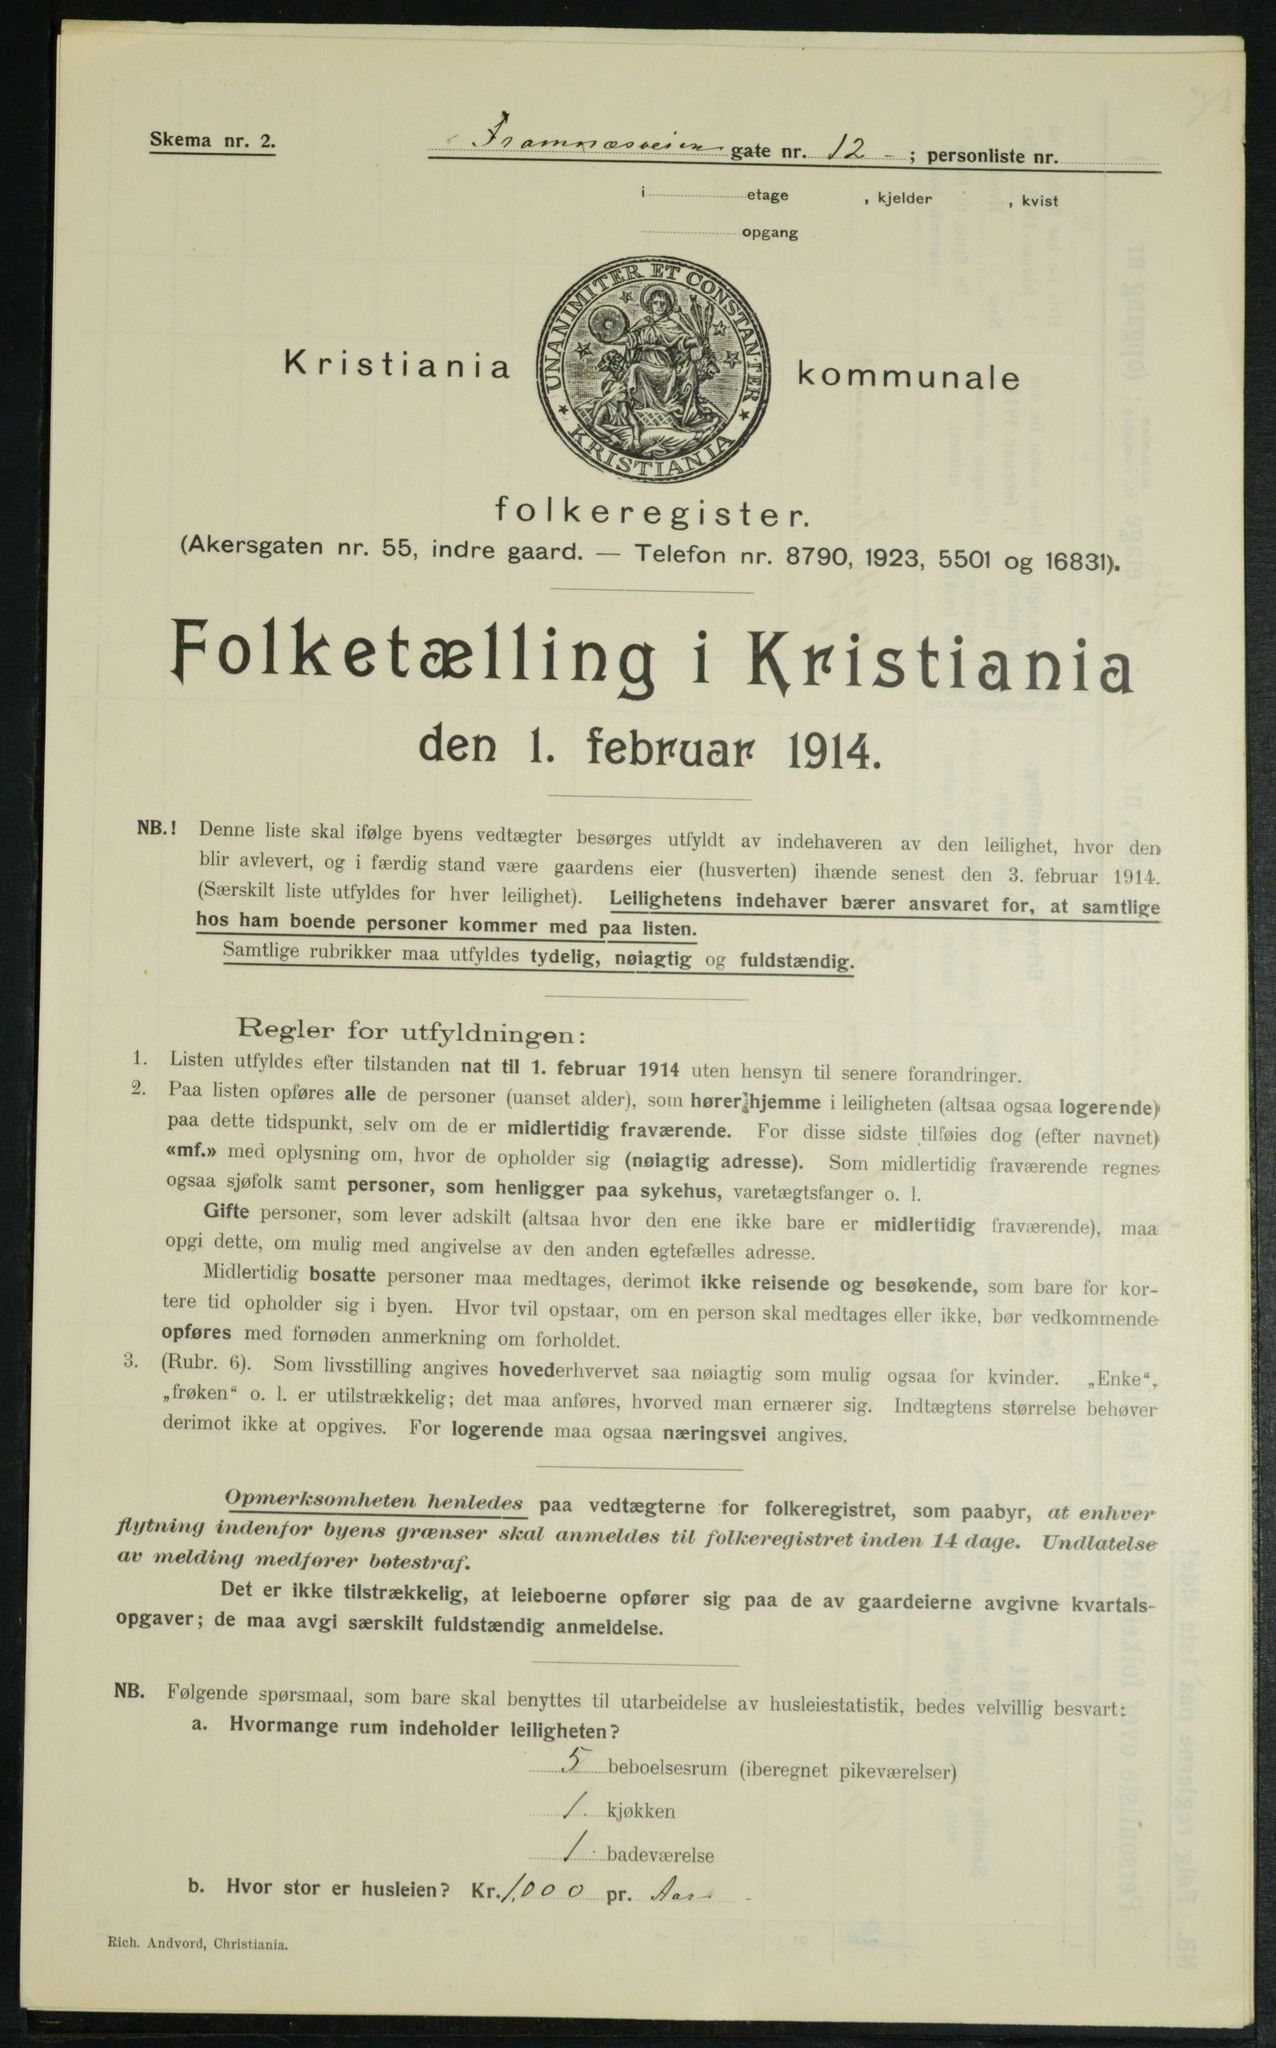 Skema nr. 2.
Framnæsveien gate nr. 12 - ; personliste nr.
i etage , kjelder , kvist
opgang
UNANIMITER ET CONSTANTER
KRISTIANIA
Kristiania kommunale
folkeregister.
(Akersgaten nr. 55, indre gaard. — Telefon nr. 8790, 1923, 5501 og 16831).
Folketælling i Kristiania
den 1. februar 1914.
NB.! Denne liste skal ifølge byens vedtægter besørges utfyldt av indehaveren av den leilighet, hvor den
blir avlevert, og i færdig stand være gaardens eier (husverten) ihænde senest den 3. februar 1914.
(Særskilt liste utfyldes for hver leilighet). Leilighetens indehaver bærer ansvaret for, at samtlige
hos ham boende personer kommer med paa listen.
Samtlige rubrikker maa utfyldes tydelig, nøiagtig og fuldstændig.
Regler for utfyldningen:
1. Listen utfyldes efter tilstanden nat til 1. februar 1914 uten hensyn til senere forandringer.
2. Paa listen opføres alle de personer (uanset alder), som hører hjemme i leiligheten (altsaa ogsaa logerende)
paa dette tidspunkt, selv om de er midlertidig fraværende. For disse sidste tilføies dog (efter navnet)
«mf.» med oplysning om, hvor de opholder sig (nøiagtig adresse). Som midlertidig fraværende regnes
ogsaa sjøfolk samt personer, som henligger paa sykehus, varetægtsfanger o. l.
Gifte personer, som lever adskilt (altsaa hvor den ene ikke bare er midlertidig fraværende), maa
opgi dette, om mulig med angivelse av den anden egtefælles adresse.
Midlertidig bosatte personer maa medtages, derimot ikke reisende og besøkende, som bare for kor-
tere tid opholder sig i byen. Hvor tvil opstaar, om en person skal medtages eller ikke, bør vedkommende
opføres med fornøden anmerkning om forholdet.
3. (Rubr. 6). Som livsstilling angives hovederhvervet saa nøiagtig som mulig ogsaa for kvinder. „Enke“,
„frøken“ o. l. er utilstrækkelig; det maa anføres, hvorved man ernærer sig. Indtægtens størrelse behøver
derimot ikke at opgives. For logerende maa ogsaa næringsvei angives.
Opmerksomheten henledes paa vedtægterne for folkeregistret, som paabyr, at enhver
flytning indenfor byens grænser skal anmeldes til folkeregistret inden 14 dage. Undlatelse
av melding medfører bøtestraf.
Det er ikke tilstrækkelig, at leieboerne opfører sig paa de av gaardeierne avgivne kvartals-
opgaver; de maa avgi særskilt fuldstændig anmeldelse.
NB. Følgende spørsmaal, som bare skal benyttes til utarbeidelse av husleiestatistik, bedes velvillig besvart:
a. Hvormange rum indeholder leiligheten?
5 beboelsesrum (iberegnet pikeværelser)
1 kjøkken
1 badeværelse
b. Hvor stor er husleien? Kr. 1,000 pr. Aar
Rich. Andvord, Christiania.